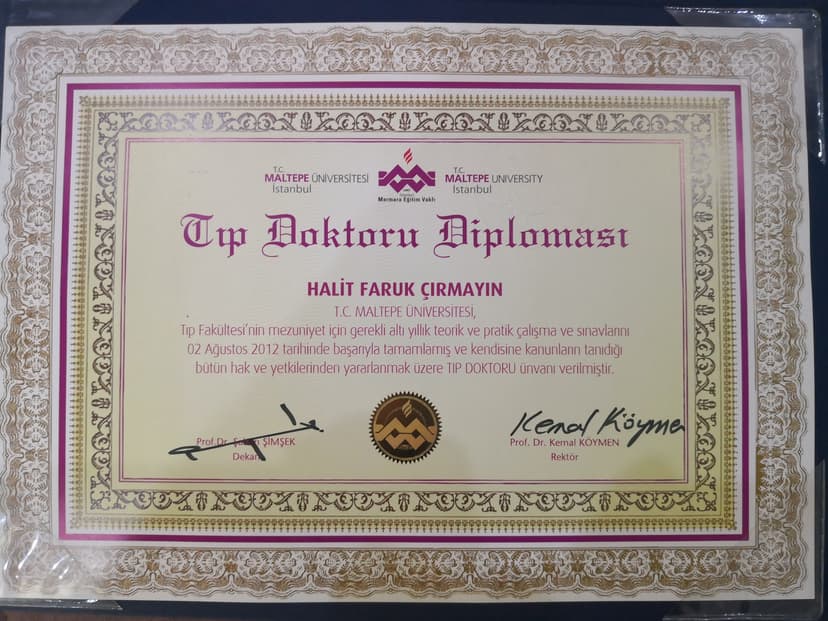 T.C.
MALTEPE ÜNİVERSİTESİ
İstanbul
Marmara Eğitim Vakfı
T.C.
MALTEPE UNIVERSITY
İstanbul
Tıp Doktoru Diploması
HALİT FARUK ÇIRMAYIN
T.C. MALTEPE ÜNİVERSİTESİ,
Tıp Fakültesi'nin mezuniyet için gerekli altı yıllık teorik ve pratik çalışma ve sınavlarını
02 Ağustos 2012 tarihinde başarıyla tamamlamış ve kendisine kanunların tanıdığı
bütün hak ve yetkilerinden yararlanmak üzere TIP DOKTORU ünvanı verilmiştir.
Prof. Dr. ŞİMŞEK
Dekan
Kemal Köymen
Prof. Dr. Kemal KÖYMEN
Rektör